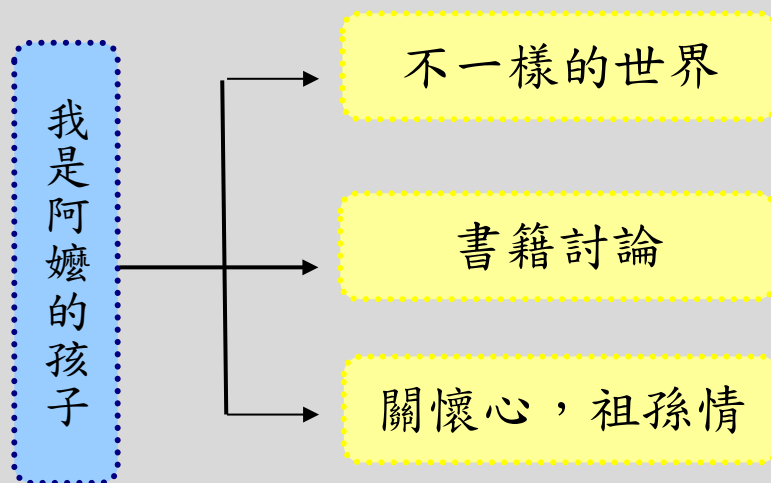 我是阿嬤的孩子
不一樣的世界
書籍討論
關懷心，祖孫情